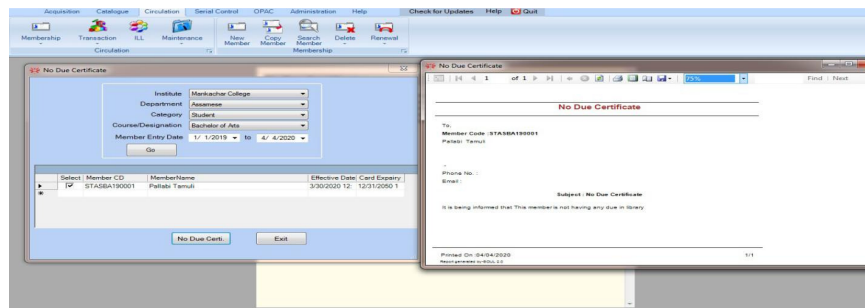 Acquisition Catalogue Circulation Serial Control OPAC Administration Help Check for Updates Help Quit
Membership Transaction ILL Maintenance New Member Copy Member Search Member Delete Renewal
Circulation Membership
No Due Certificate
Institute Mankachar College
Department Assamese
Category Student
Course/Designation Bachelor of Arts
Member Entry Date 1/ 1/2019 to 4/ 4/2020
Go
Select Member CD MemberName Effective Date Card Expairy
STASBA190001 Pallabi Tamuli 3/30/2020 12: 12/31/2050 1
No Due Certi. Exit
No Due Certificate
1 of 1 75% Find Next
No Due Certificate
To,
Member Code :STASBA190001
Pallabi Tamuli
-
Phone No. :
Email :
Subject : No Due Certificate
It is being informed that This member is not having any due in library
Printed On :04/04/2020 1/1
Report generated by SOUL 2.0